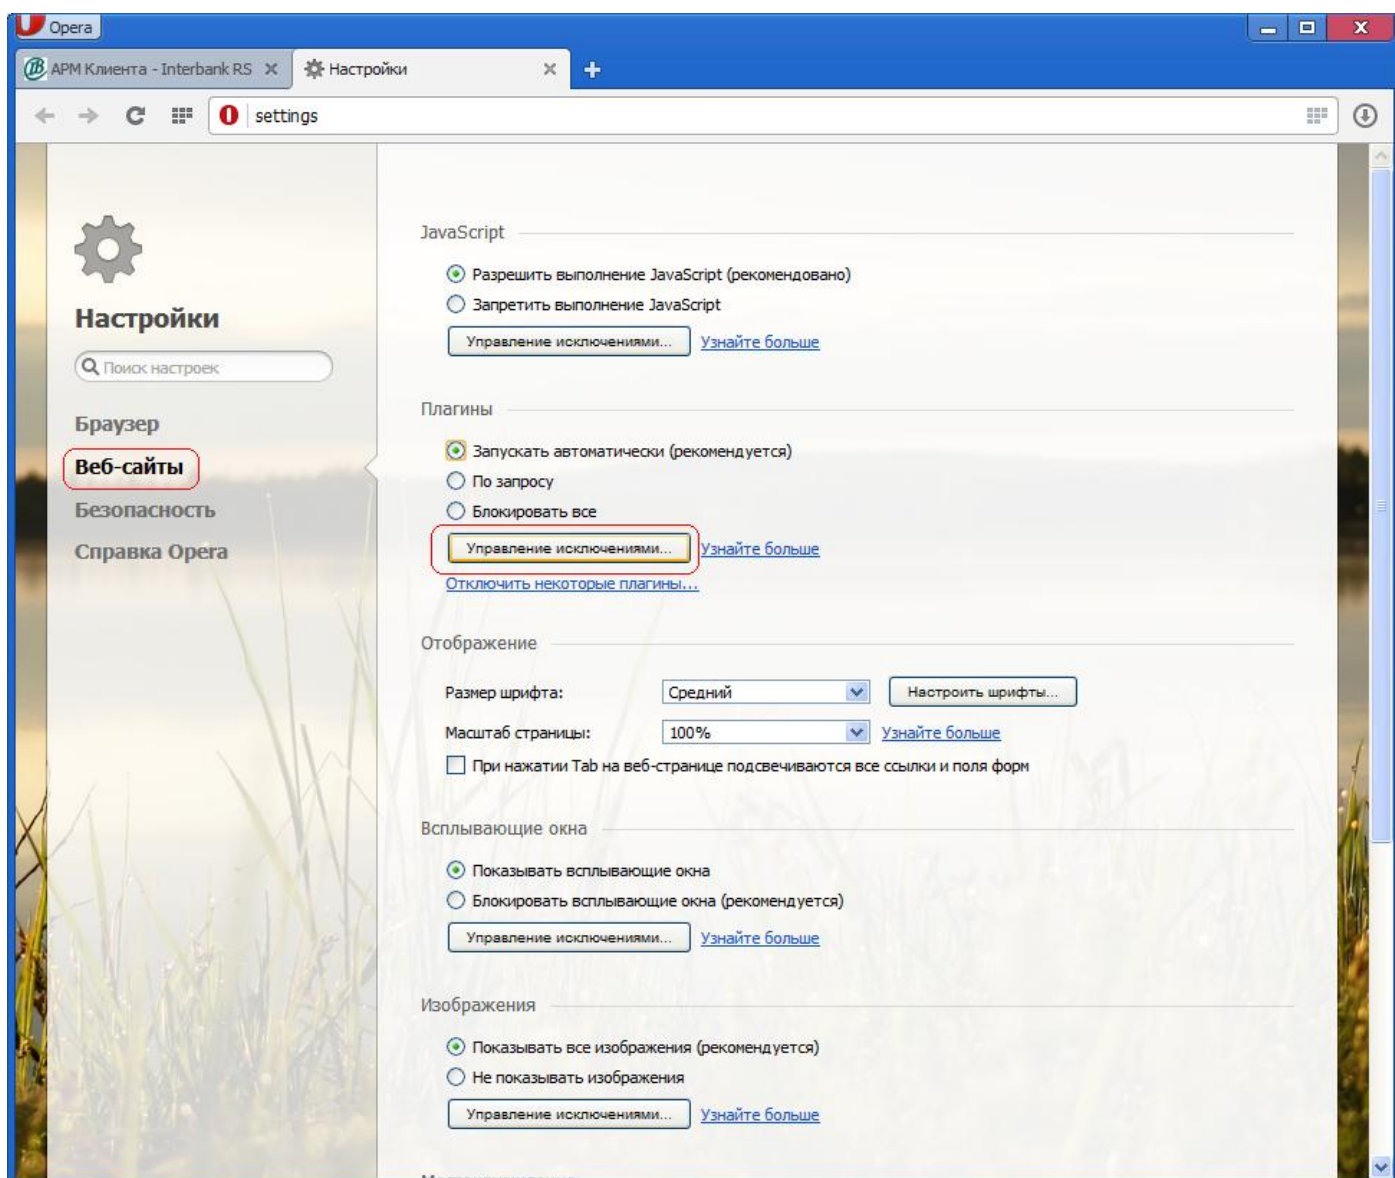 Opera
АРМ Клиента - Interbank RS
Настройки
settings
Настройки
Поиск настроек
Браузер
Веб-сайты
Безопасность
Справка Opera
JavaScript
Разрешить выполнение JavaScript (рекомендовано)
Запретить выполнение JavaScript
Управление исключениями... Узнайте больше
Плагины
Запускать автоматически (рекомендуется)
По запросу
Блокировать все
Управление исключениями... Узнайте больше
Отключить некоторые плагины...
Отображение
Размер шрифта: Средний Настроить шрифты...
Масштаб страницы: 100% Узнайте больше
При нажатии Tab на веб-странице подсвечиваются все ссылки и поля форм
Всплывающие окна
Показывать всплывающие окна
Блокировать всплывающие окна (рекомендуется)
Управление исключениями... Узнайте больше
Изображения
Показывать все изображения (рекомендуется)
Не показывать изображения
Управление исключениями... Узнайте больше